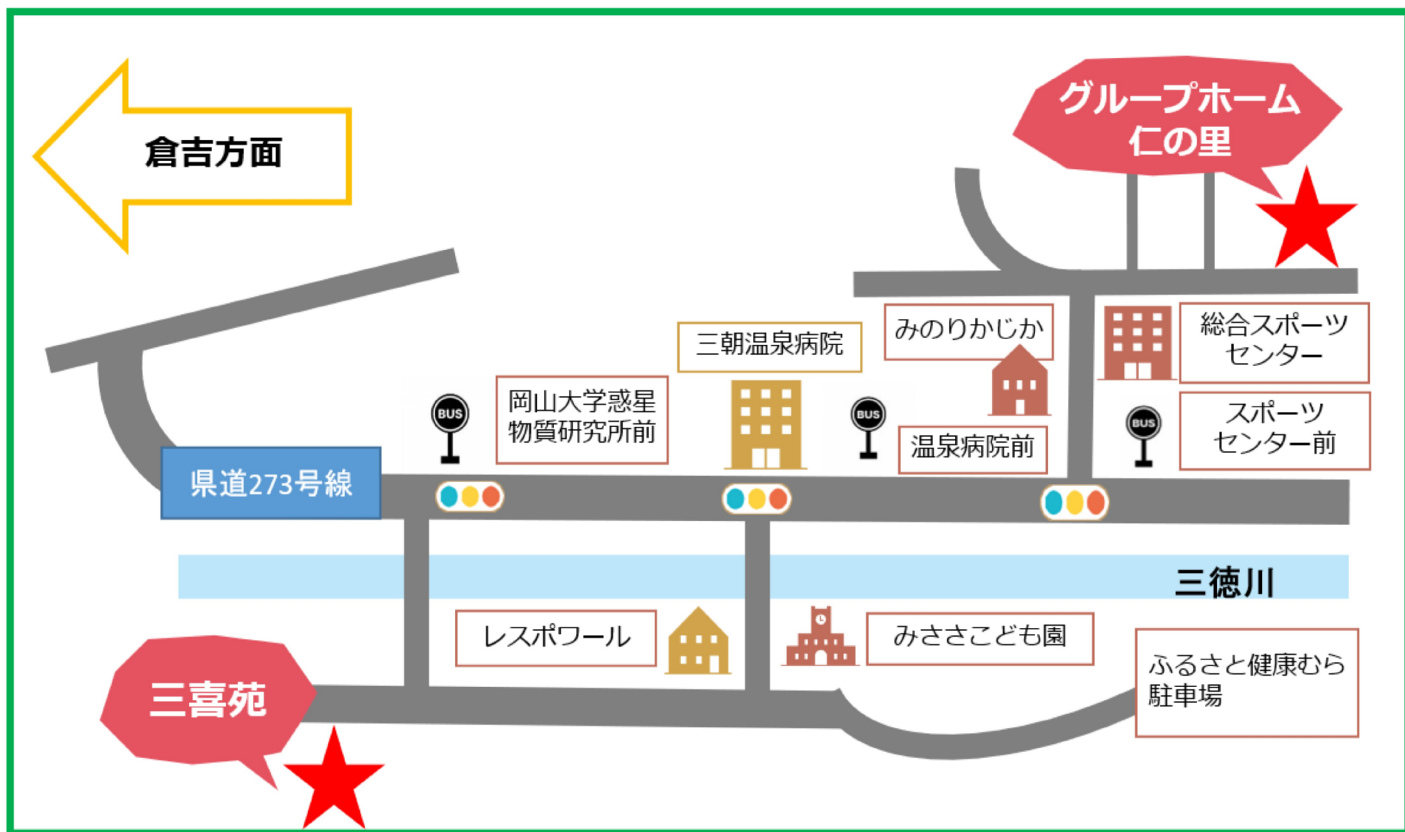 倉吉方面
グループホーム
仁の里
みのりかじか
総合スポーツ
センター
三朝温泉病院
岡山大学惑星
物質研究所前
BUS
BUS
温泉病院前
BUS
スポーツ
センター前
県道273号線
三徳川
レスポワール
みささこども園
ふるさと健康むら
駐車場
三喜苑